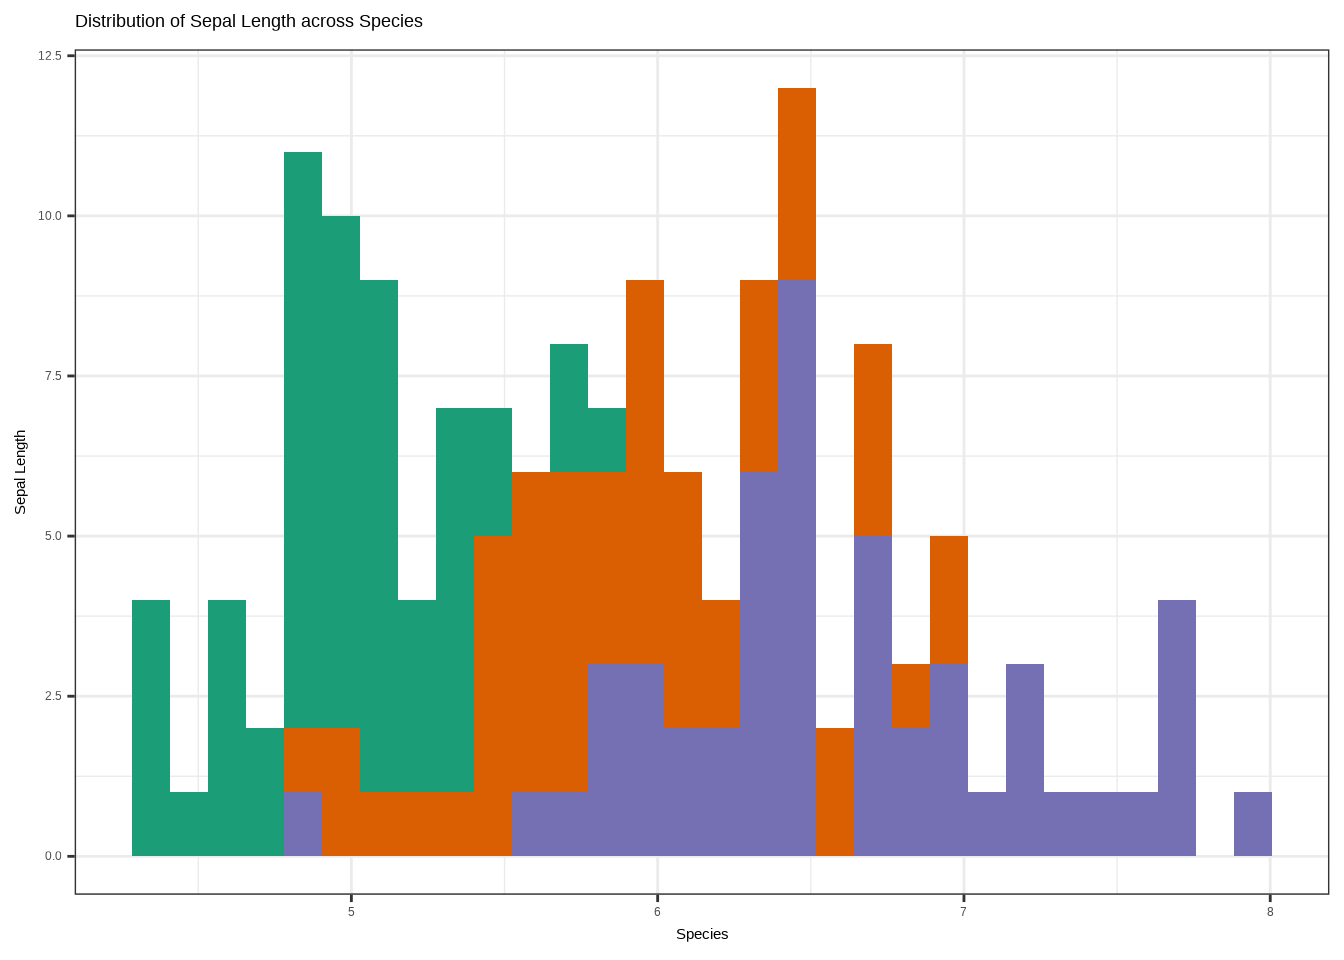 Distribution of Sepal Length across Species
12.5
10.0
7.5
5.0
2.5
0.0
Sepal Length
5 6 7 8
Species